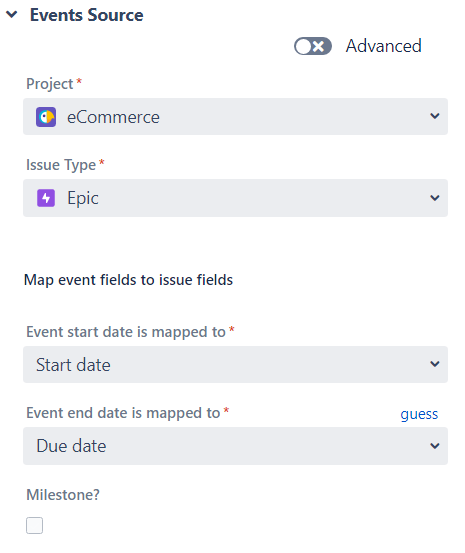 Events Source
Advanced
Project *
eCommerce
Issue Type *
Epic
Map event fields to issue fields
Event start date is mapped to *
Start date
Event end date is mapped to * guess
Due date
Milestone?